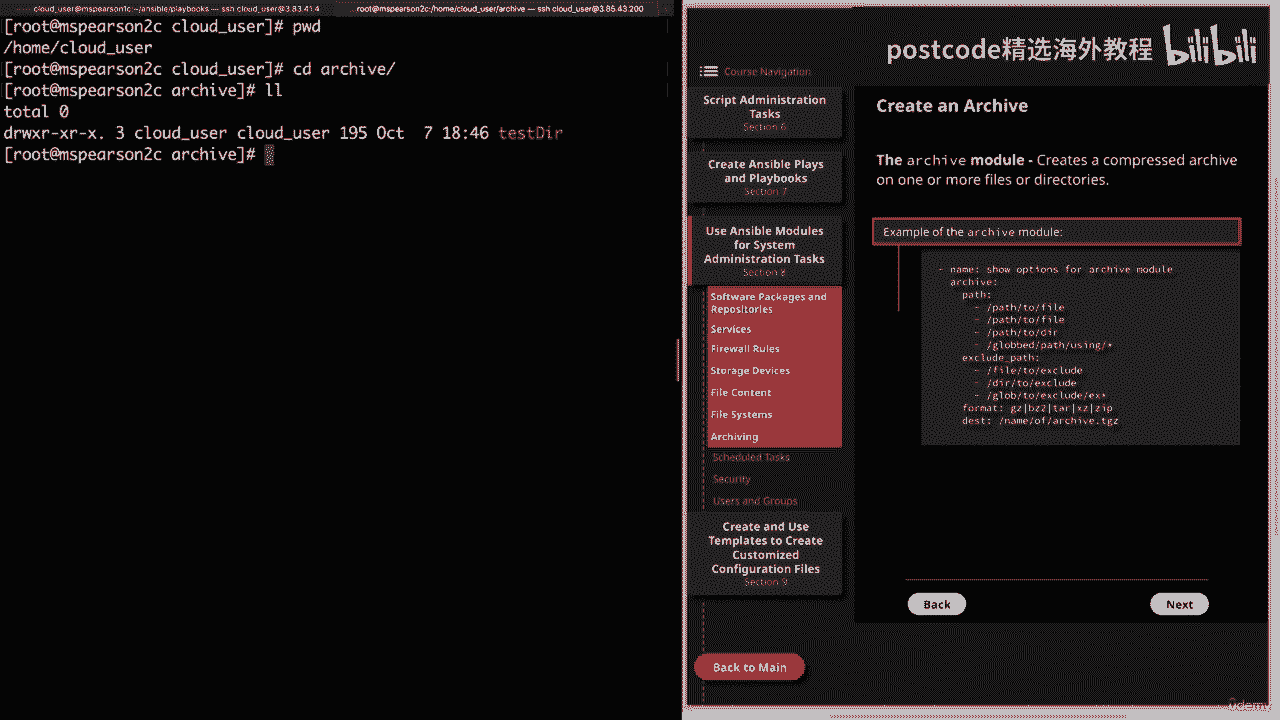 cloud_user@mspearson1c:~/ansible/playbooks — ssh cloud_user@3.83.41.4
root@mspearson2c:/home/cloud_user/archive — ssh cloud_user@3.85.43.200
[root@mspearson2c cloud_user]# pwd
/home/cloud_user
[root@mspearson2c cloud_user]# cd archive/
[root@mspearson2c archive]# ll
total 0
drwxr-xr-x. 3 cloud_user cloud_user 195 Oct  7 18:46 testDir
[root@mspearson2c archive]#
postcode精选海外教程 bilibili
Course Navigation
Script Administration
Tasks
Section 6
Create Ansible Plays
and Playbooks
Section 7
Use Ansible Modules
for System
Administration Tasks
Section 8
Software Packages and
Repositories
Services
Firewall Rules
Storage Devices
File Content
File Systems
Archiving
Scheduled Tasks
Security
Users and Groups
Create and Use
Templates to Create
Customized
Configuration Files
Section 9
Back to Main
Create an Archive
The archive module - Creates a compressed archive
on one or more files or directories.
Example of the archive module:
- name: show options for archive module
archive:
path:
- /path/to/file
- /path/to/file
- /path/to/dir
- /globbed/path/using/*
exclude_path:
- /file/to/exclude
- /dir/to/exclude
- /glob/to/exclude/ex*
format: gz|bz2|tar|xz|zip
dest: /name/of/archive.tgz
Back
Next
ûdemy